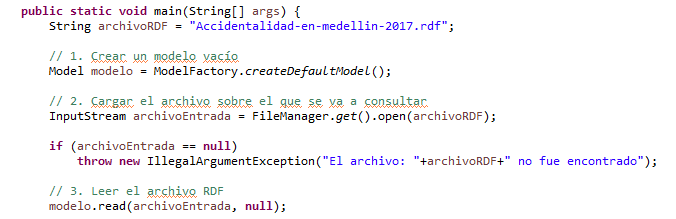 public static void main(String[] args) {
String archivoRDF = "Accidentalidad-en-medellin-2017.rdf";
// 1. Crear un modelo vacío
Model modelo = ModelFactory.createDefaultModel();
// 2. Cargar el archivo sobre el que se va a consultar
InputStream archivoEntrada = FileManager.get().open(archivoRDF);
if (archivoEntrada == null)
throw new IllegalArgumentException("El archivo: "+archivoRDF+" no fue encontrado");
// 3. Leer el archivo RDF
modelo.read(archivoEntrada, null);